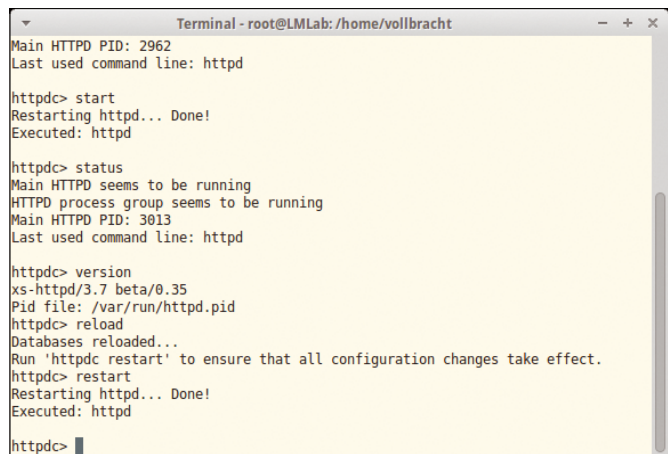 Terminal - root@LMLab: /home/vollbracht
Main HTTPD PID: 2962
Last used command line: httpd
httpdc> start
Restarting httpd... Done!
Executed: httpd
httpdc> status
Main HTTPD seems to be running
HTTPD process group seems to be running
Main HTTPD PID: 3013
Last used command line: httpd
httpdc> version
xs-httpd/3.7 beta/0.35
Pid file: /var/run/httpd.pid
httpdc> reload
Databases reloaded...
Run 'httpdc restart' to ensure that all configuration changes take effect.
httpdc> restart
Restarting httpd... Done!
Executed: httpd
httpdc>